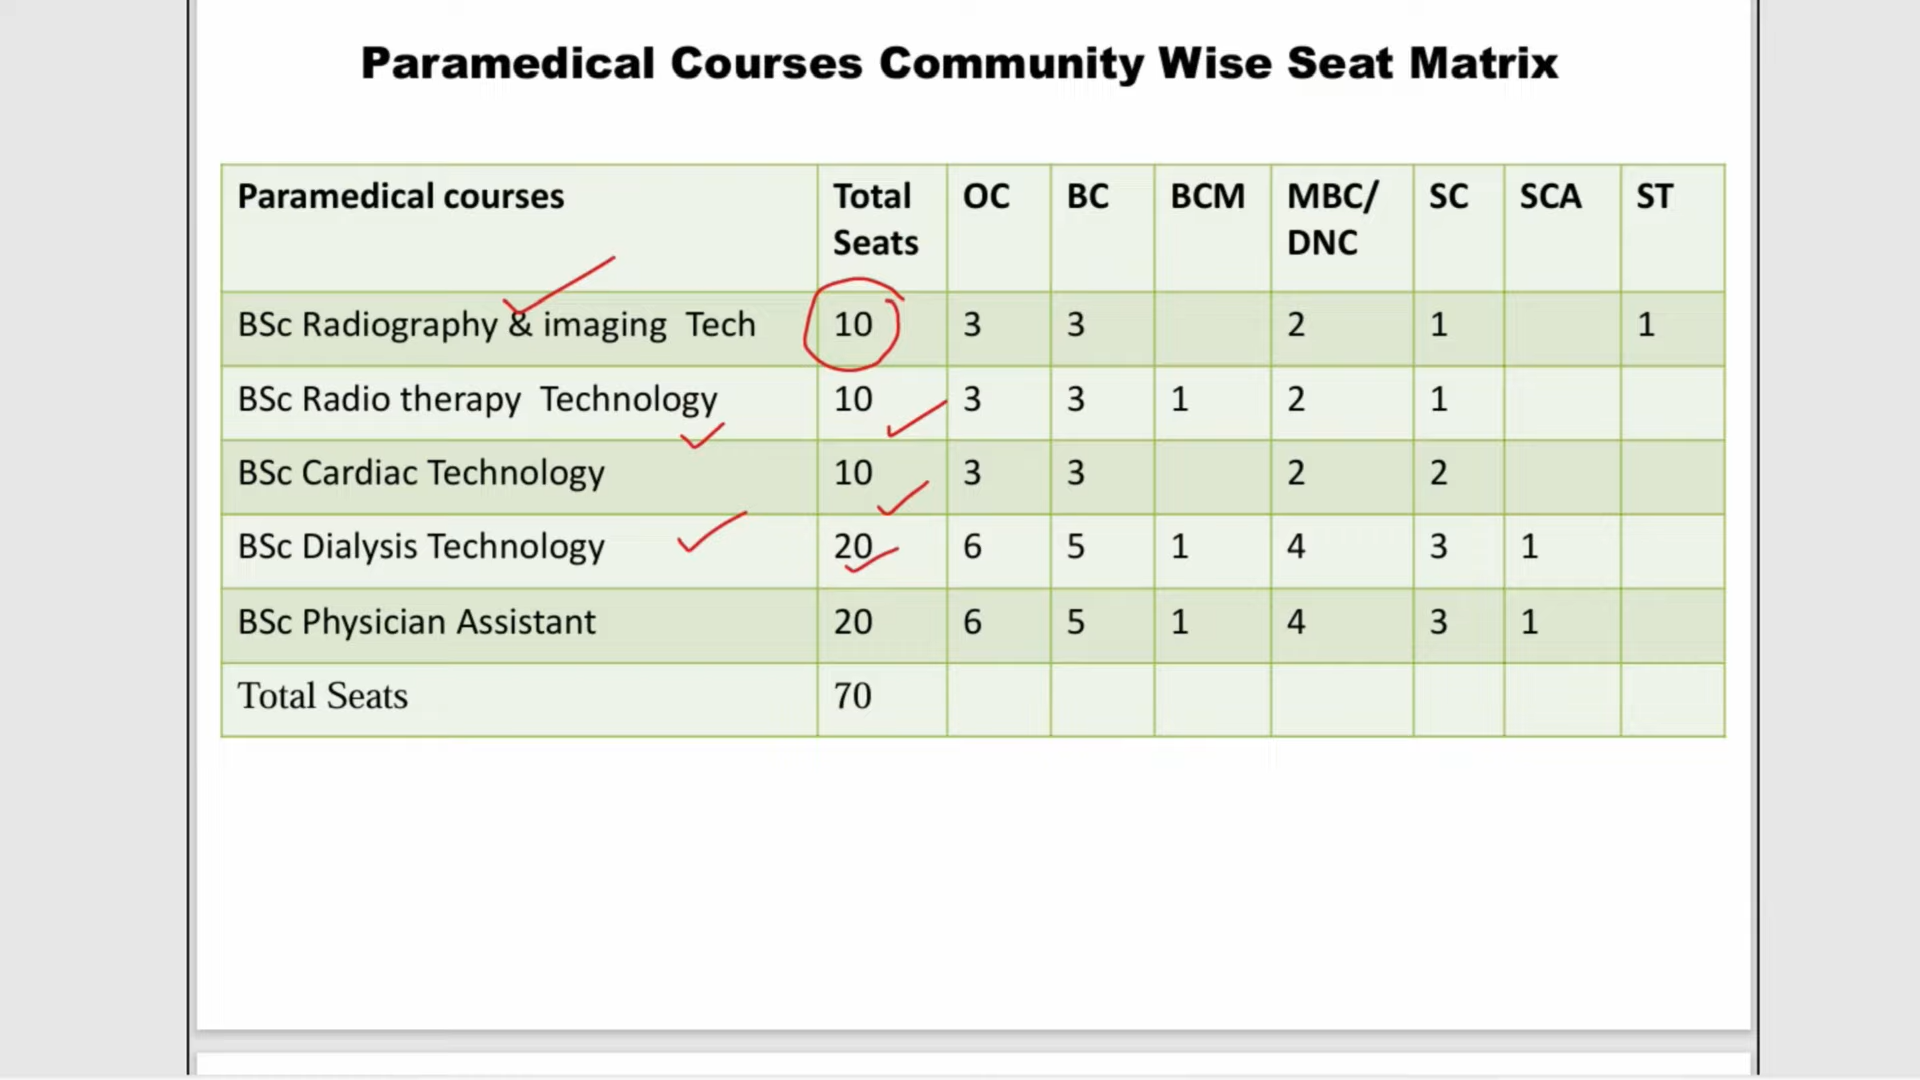 Paramedical Courses Community Wise Seat Matrix
Paramedical courses Total Seats OC BC BCM MBC/ DNC SC SCA ST
BSc Radiography & imaging Tech 10 3 3 2 1 1
BSc Radio therapy Technology 10 3 3 1 2 1
BSc Cardiac Technology 10 3 3 2 2
BSc Dialysis Technology 20 6 5 1 4 3 1
BSc Physician Assistant 20 6 5 1 4 3 1
Total Seats 70